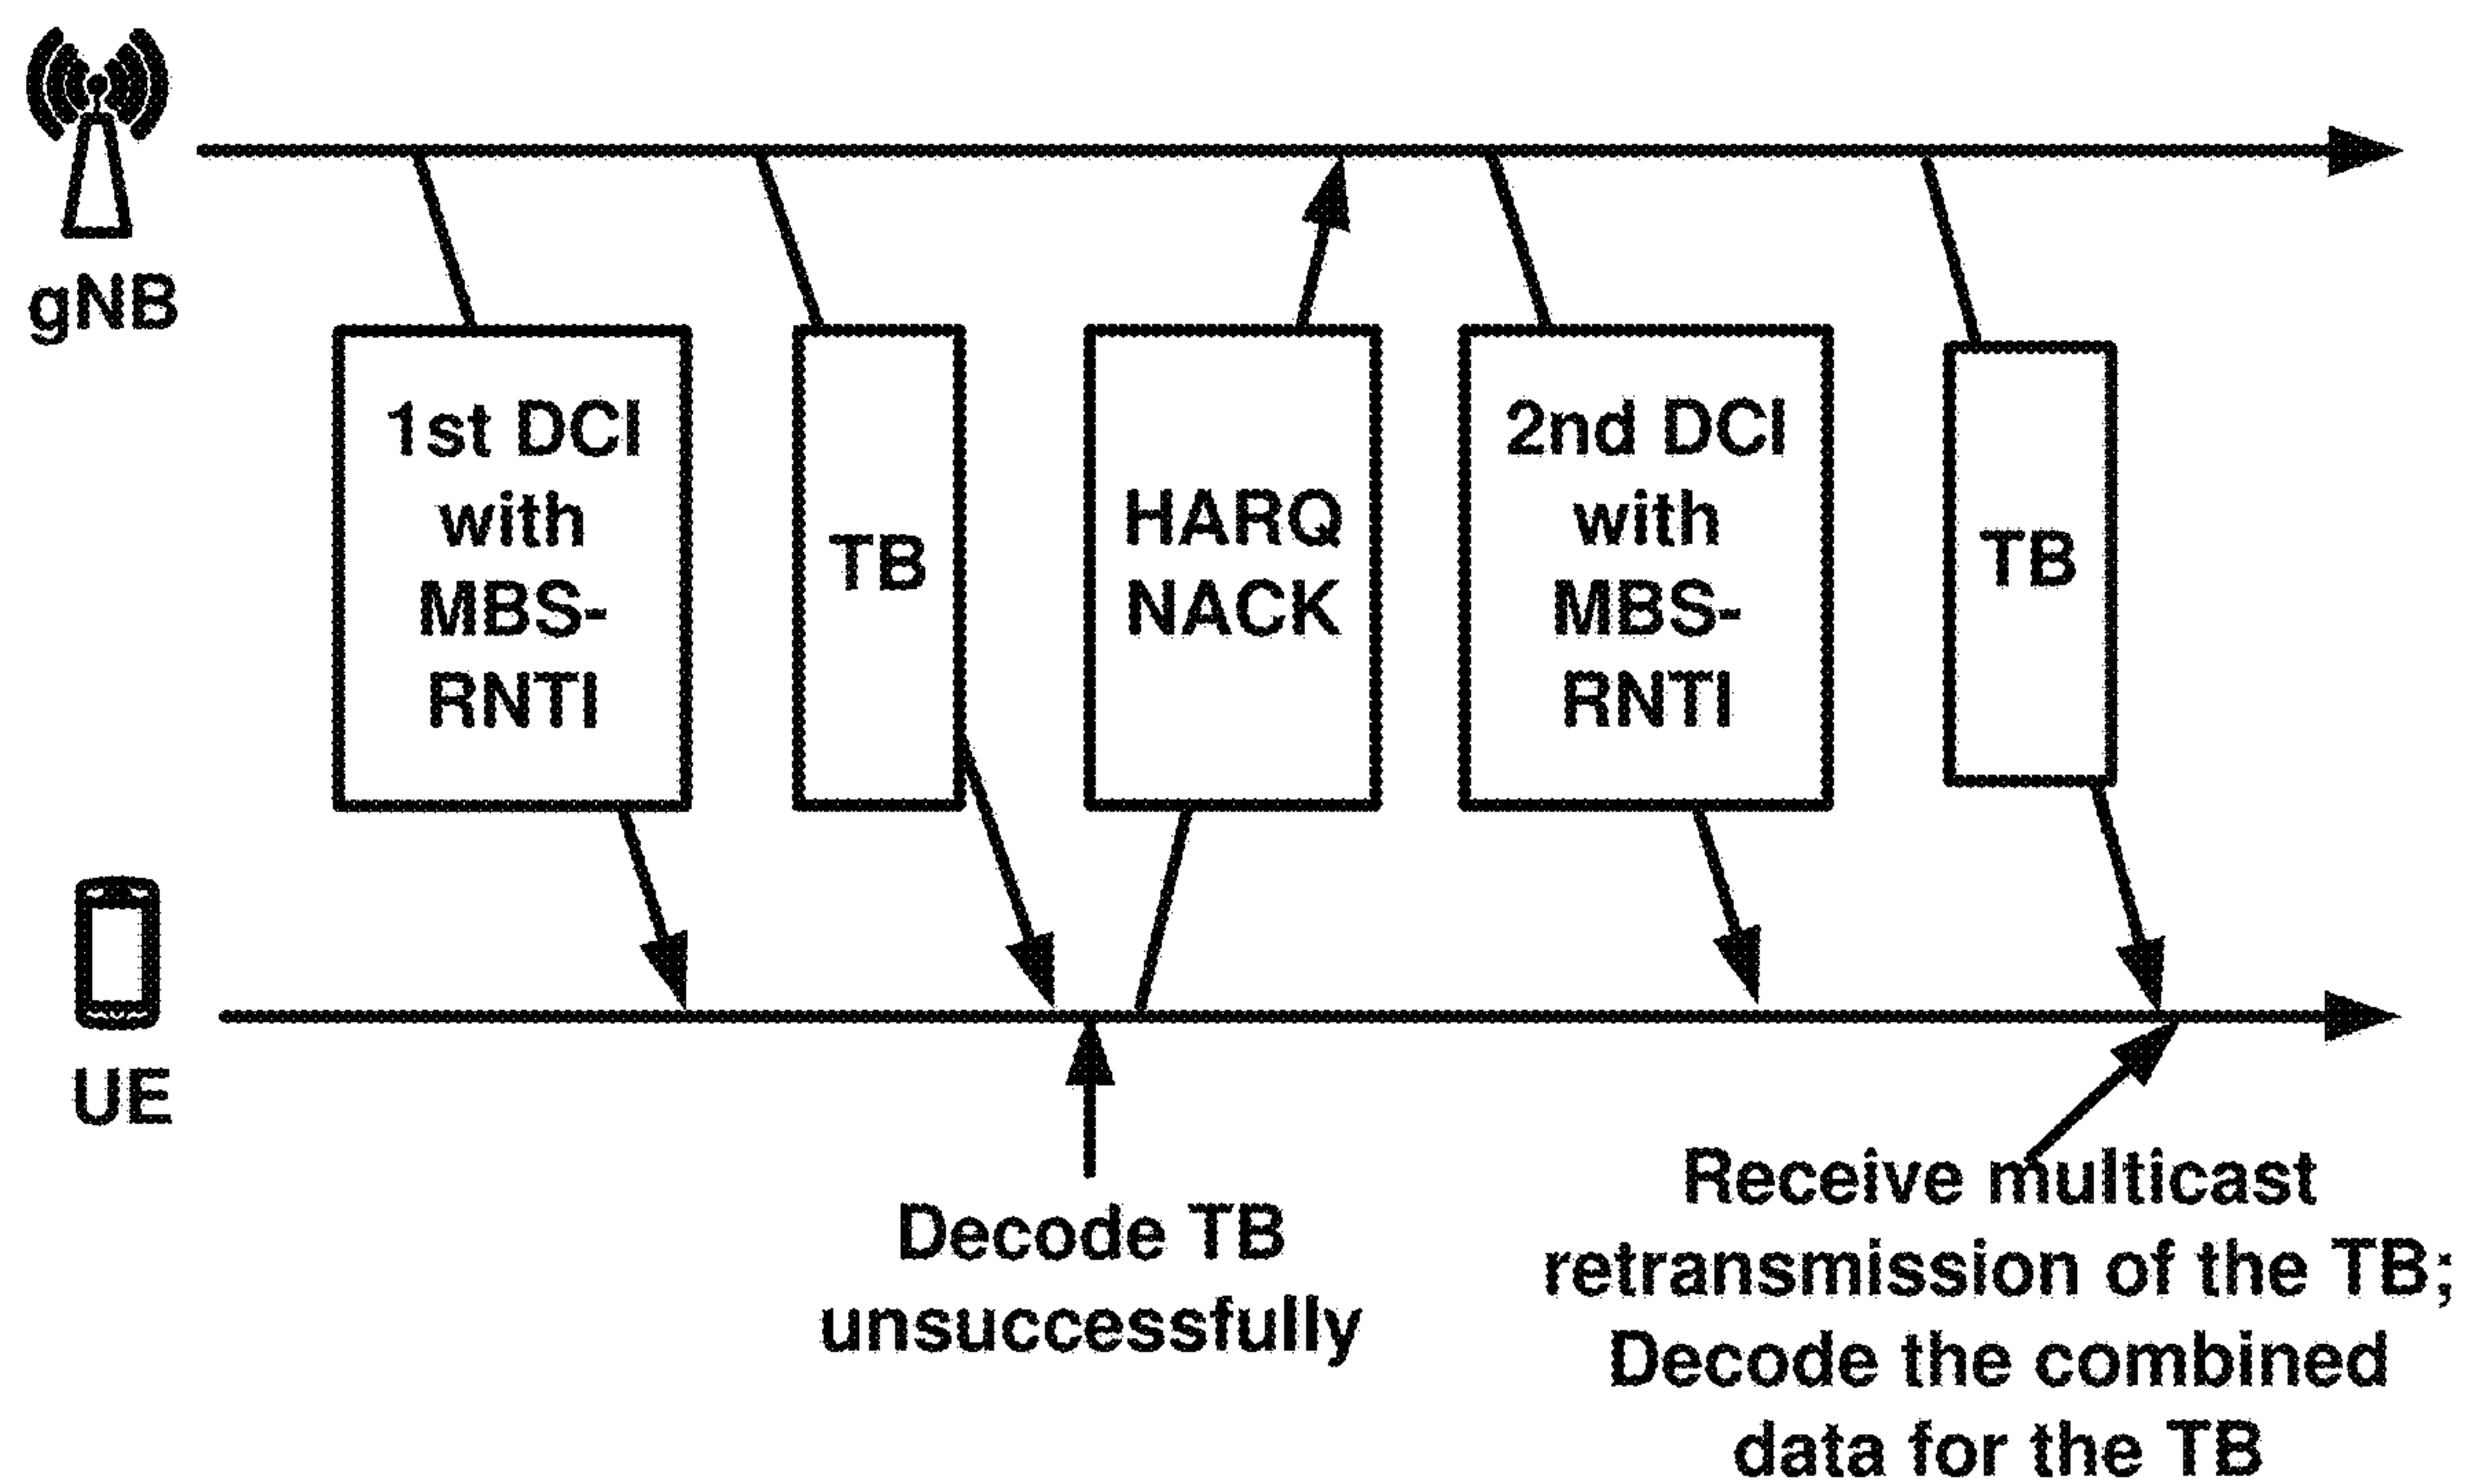 gNB
1st DCI
with
MBS-
RNTI
TB
HARQ
NACK
2nd DCI
with
MBS-
RNTI
TB
UE
Decode TB
unsuccessfully
Receive multicast
retransmission of the TB;
Decode the combined
data for the TB